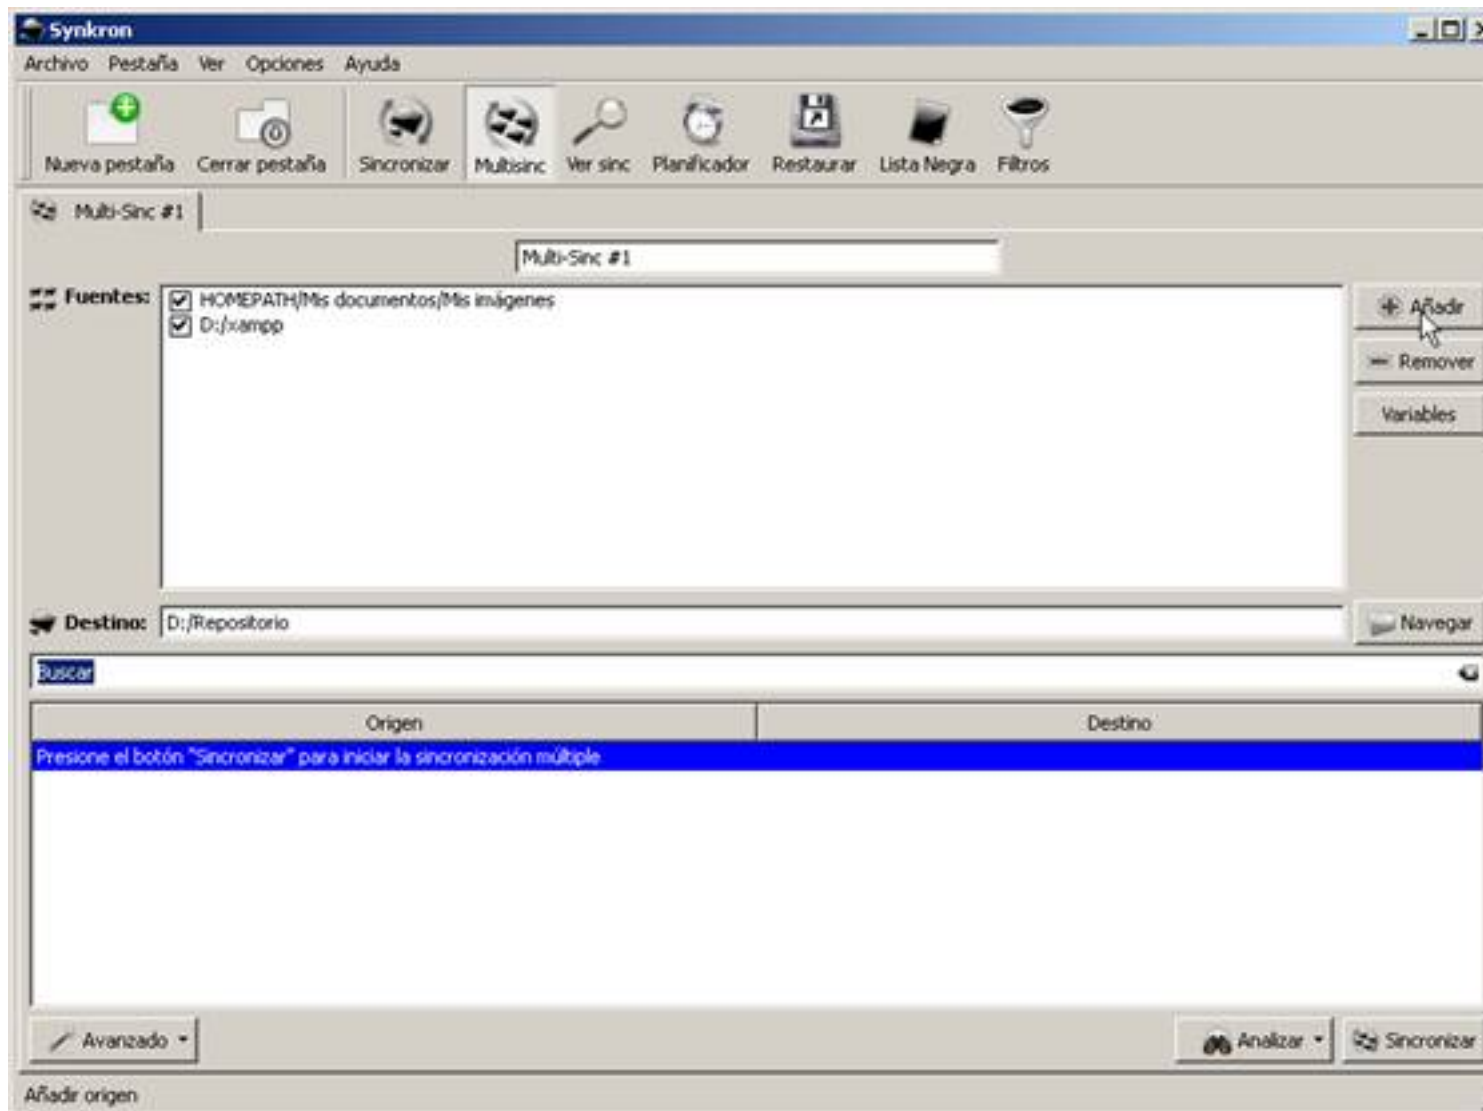 Synkron
Archivo Pestaña Ver Opciones Ayuda
Nueva pestaña Cerrar pestaña Sincronizar Multisinc Ver sinc Planificador Restaurar Lista Negra Filtros
Multi-Sinc #1
Multi-Sinc #1
Fuentes:
HOMEPATH/Mis documentos/Mis imágenes
D:/xampp
Añadir
Remover
Variables
Destino: D:/Repositorio Navegar
Buscar
Origen Destino
Presione el botón "Sincronizar" para iniciar la sincronización múltiple
Avanzado Analizar Sincronizar
Añadir origen